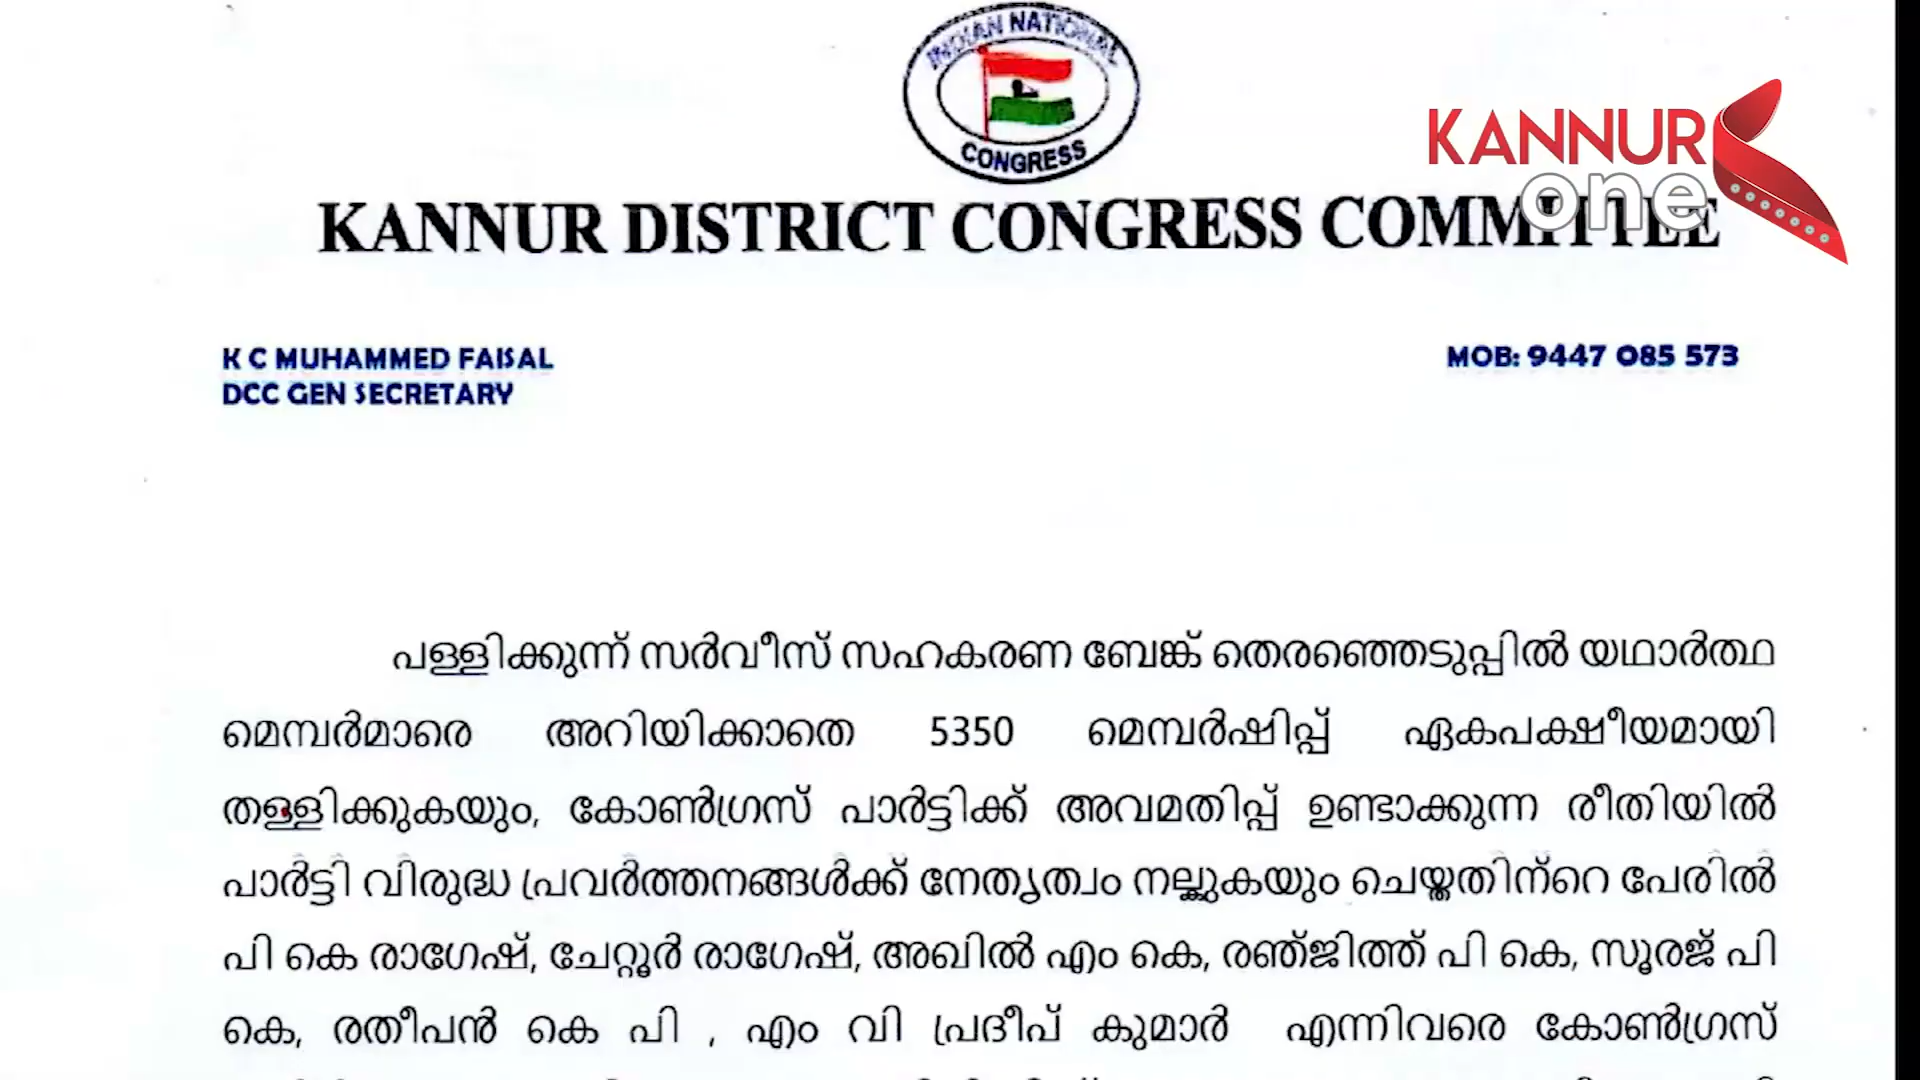 INDIAN NATIONAL
CONGRESS
KANNUR
one
KANNUR DISTRICT CONGRESS COMMITTEE
K C MUHAMMED FAISAL
MOB: 9447 085 573
DCC GEN SECRETARY
പള്ളിക്കുന്ന് സർവീസ് സഹകരണ ബേങ്ക് തെരഞ്ഞെടുപ്പിൽ യഥാർത്ഥ
മെമ്പർമാരെ അറിയിക്കാതെ 5350 മെമ്പർഷിപ്പ് ഏകപക്ഷീയമായി
തള്ളിക്കുകയും, കോൺഗ്രസ് പാർട്ടിക്ക് അവമതിപ്പ് ഉണ്ടാക്കുന്ന രീതിയിൽ
പാർട്ടി വിരുദ്ധ പ്രവർത്തനങ്ങൾക്ക് നേതൃത്വം നല്കുകയും ചെയ്തതിന്റെ പേരിൽ
പി കെ രാഗേഷ്, ചേറ്റൂർ രാഗേഷ്, അഖിൽ എം കെ, രഞ്ജിത്ത് പി കെ, സൂരജ് പി
കെ, രതീപൻ കെ പി , എം വി പ്രദീപ് കുമാർ എന്നിവരെ കോൺഗ്രസ്